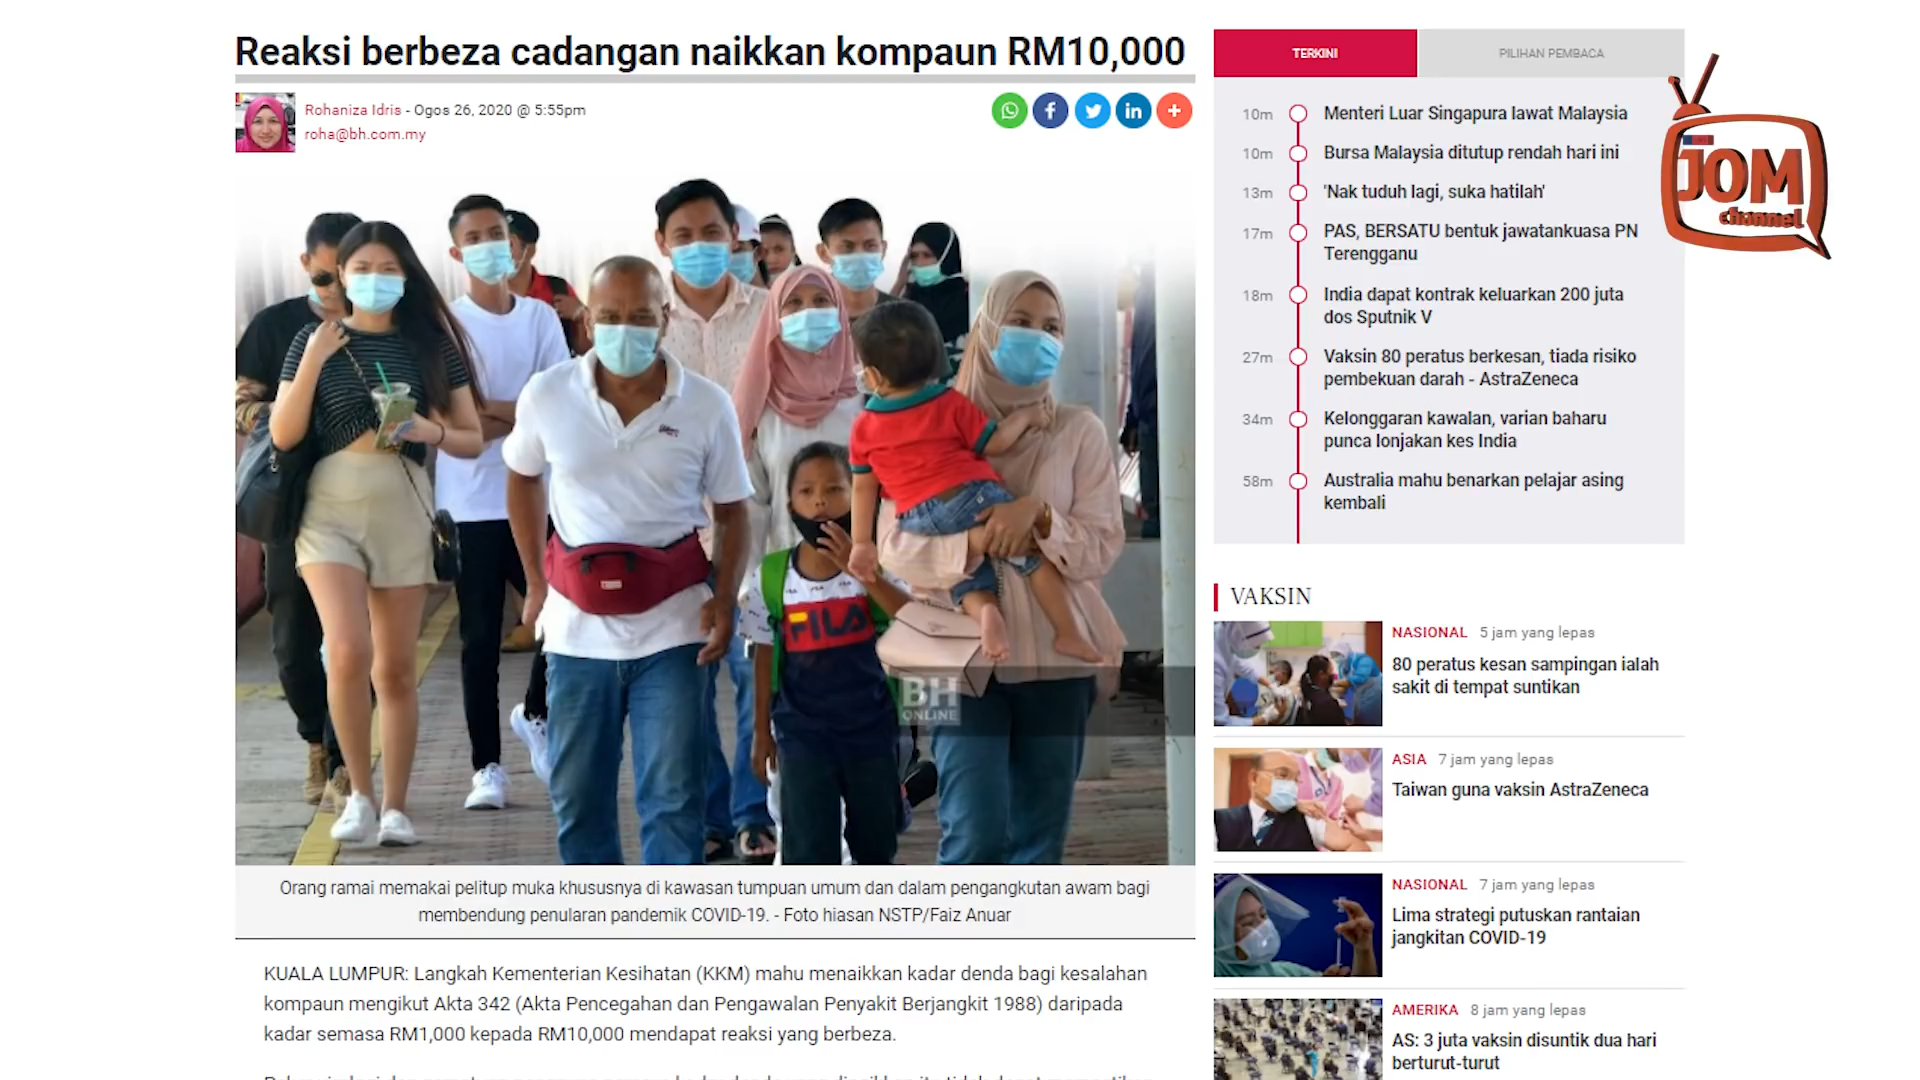 Reaksi berbeza cadangan naikkan kompaun RM10,000
Rohaniza Idris - Ogos 26, 2020 @ 5:55pm
roha@bh.com.my
FILA
BH
ONLINE
Orang ramai memakai pelitup muka khususnya di kawasan tumpuan umum dan dalam pengangkutan awam bagi
membendung penularan pandemik COVID-19. - Foto hiasan NSTP/Faiz Anuar
KUALA LUMPUR: Langkah Kementerian Kesihatan (KKM) mahu menaikkan kadar denda bagi kesalahan
kompaun mengikut Akta 342 (Akta Pencegahan dan Pengawalan Penyakit Berjangkit 1988) daripada
kadar semasa RM1,000 kepada RM10,000 mendapat reaksi yang berbeza.
TERKINI
PILIHAN PEMBACA
10m Menteri Luar Singapura lawat Malaysia
10m Bursa Malaysia ditutup rendah hari ini
13m 'Nak tuduh lagi, suka hatilah'
17m PAS, BERSATU bentuk jawatankuasa PN
Terengganu
18m India dapat kontrak keluarkan 200 juta
dos Sputnik V
27m Vaksin 80 peratus berkesan, tiada risiko
pembekuan darah - AstraZeneca
34m Kelonggaran kawalan, varian baharu
punca lonjakan kes India
58m Australia mahu benarkan pelajar asing
kembali
JOM
channel
VAKSIN
NASIONAL 5 jam yang lepas
80 peratus kesan sampingan ialah
sakit di tempat suntikan
ASIA 7 jam yang lepas
Taiwan guna vaksin AstraZeneca
NASIONAL 7 jam yang lepas
Lima strategi putuskan rantaian
jangkitan COVID-19
AMERIKA 8 jam yang lepas
AS: 3 juta vaksin disuntik dua hari
berturut-turut